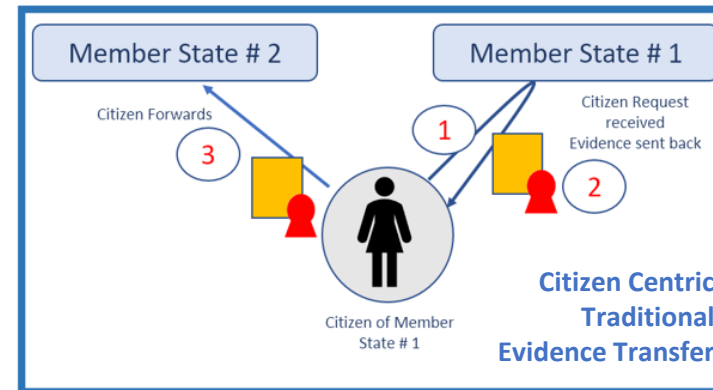 Member State # 2
Member State # 1
Citizen Forwards
3
1
Citizen Request
received
Evidence sent back
2
Citizen of Member
State # 1
Citizen Centric
Traditional
Evidence Transfer